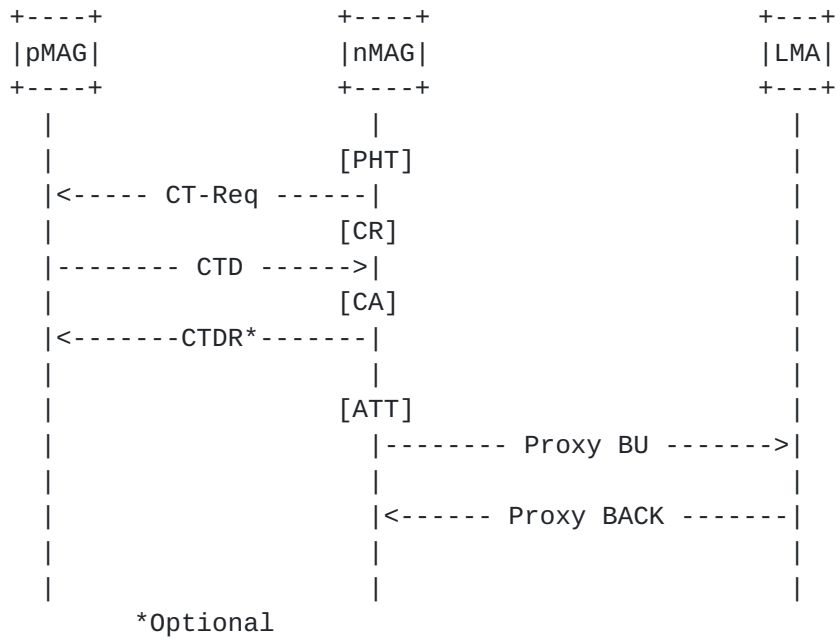 +----+               +----+                     +---+
|pMAG|               |nMAG|                     |LMA|
+----+               +----+                     +---+
  |                    |                          |
  |                  [PHT]                        |
  |<----- CT-Req ------|                          |
  |                  [CR]                         |
  |-------- CTD ------>|                          |
  |                  [CA]                         |
  |<-------CTDR*-------|                          |
  |                    |                          |
  |                  [ATT]                        |
  |                    |-------- Proxy BU ------->|
  |                    |                          |
  |                    |<------ Proxy BACK -------|
  |                    |                          |
  |                    |                          |
        *Optional